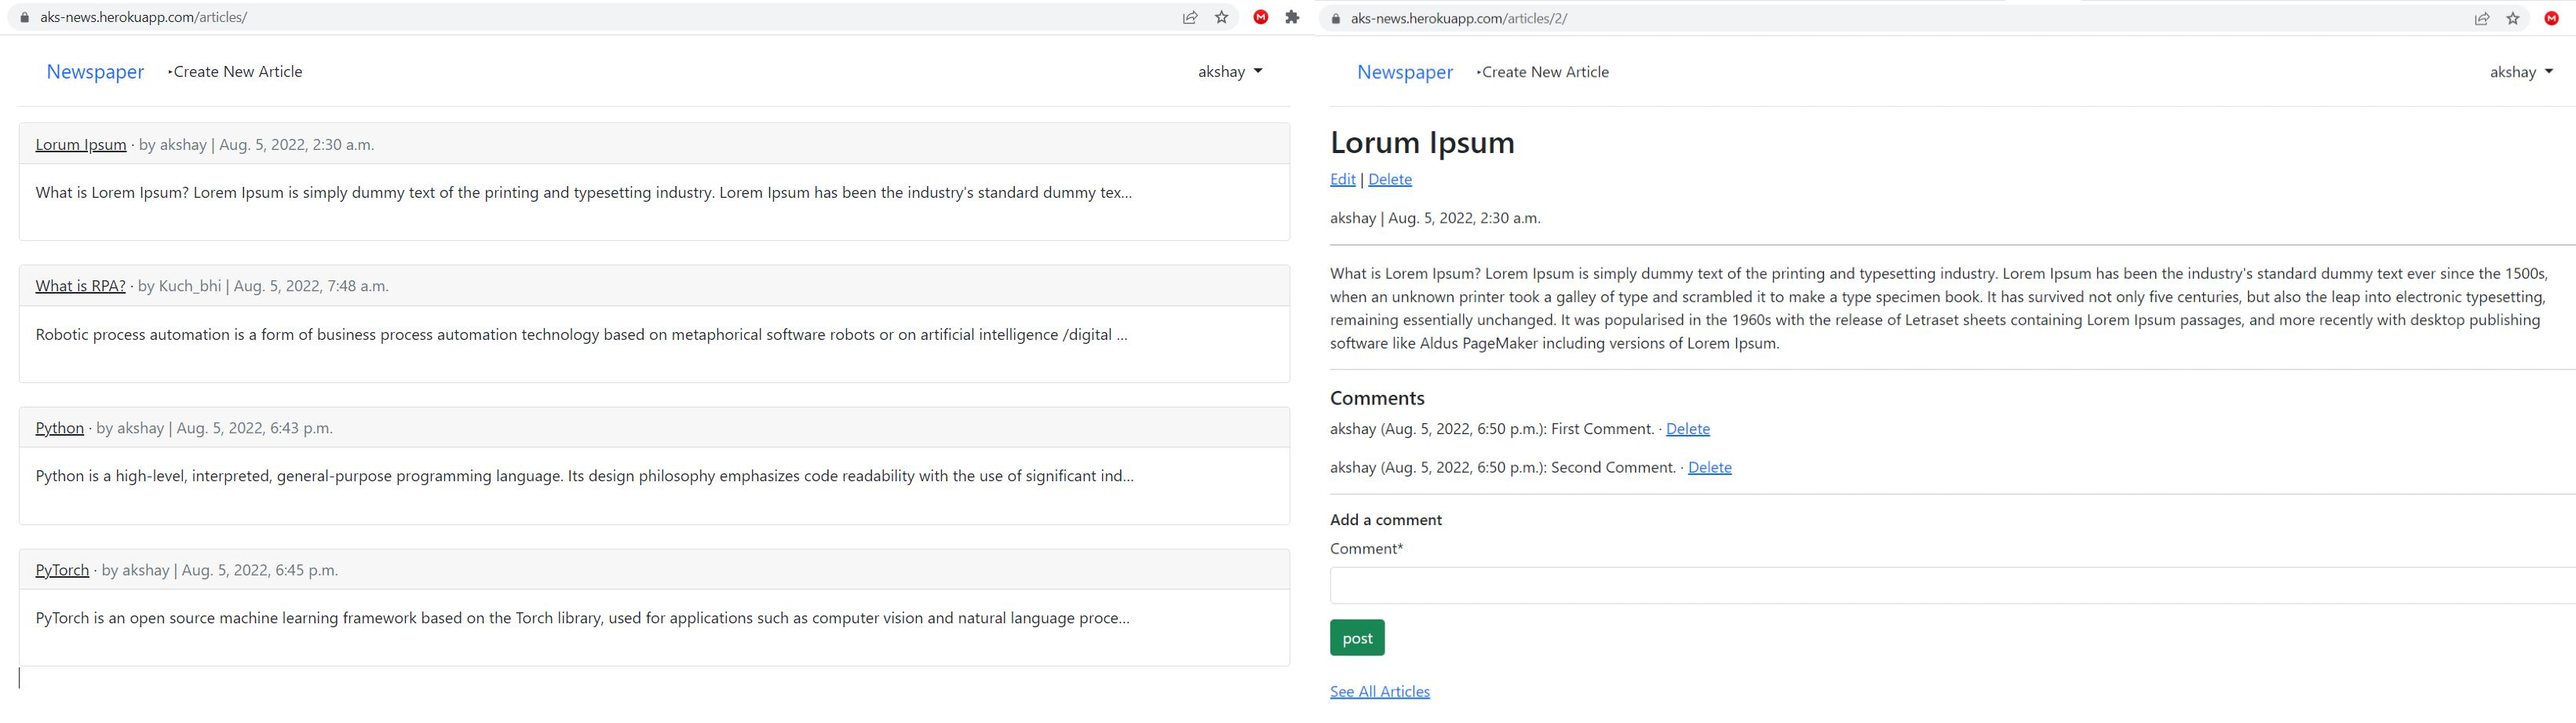 aks-news.herokuapp.com/articles/
Newspaper
‣Create New Article
akshay
Lorum Ipsum · by akshay | Aug. 5, 2022, 2:30 a.m.
What is Lorem Ipsum? Lorem Ipsum is simply dummy text of the printing and typesetting industry. Lorem Ipsum has been the industry's standard dummy tex…
What is RPA? · by Kuch_bhi | Aug. 5, 2022, 7:48 a.m.
Robotic process automation is a form of business process automation technology based on metaphorical software robots or on artificial intelligence /digital …
Python · by akshay | Aug. 5, 2022, 6:43 p.m.
Python is a high-level, interpreted, general-purpose programming language. Its design philosophy emphasizes code readability with the use of significant ind…
PyTorch · by akshay | Aug. 5, 2022, 6:45 p.m.
PyTorch is an open source machine learning framework based on the Torch library, used for applications such as computer vision and natural language proce…
aks-news.herokuapp.com/articles/2/
Newspaper
‣Create New Article
akshay
Lorum Ipsum
Edit | Delete
akshay | Aug. 5, 2022, 2:30 a.m.
What is Lorem Ipsum? Lorem Ipsum is simply dummy text of the printing and typesetting industry. Lorem Ipsum has been the industry's standard dummy text ever since the 1500s,
when an unknown printer took a galley of type and scrambled it to make a type specimen book. It has survived not only five centuries, but also the leap into electronic typesetting,
remaining essentially unchanged. It was popularised in the 1960s with the release of Letraset sheets containing Lorem Ipsum passages, and more recently with desktop publishing
software like Aldus PageMaker including versions of Lorem Ipsum.
Comments
akshay (Aug. 5, 2022, 6:50 p.m.): First Comment. · Delete
akshay (Aug. 5, 2022, 6:50 p.m.): Second Comment. · Delete
Add a comment
Comment*
post
See All Articles